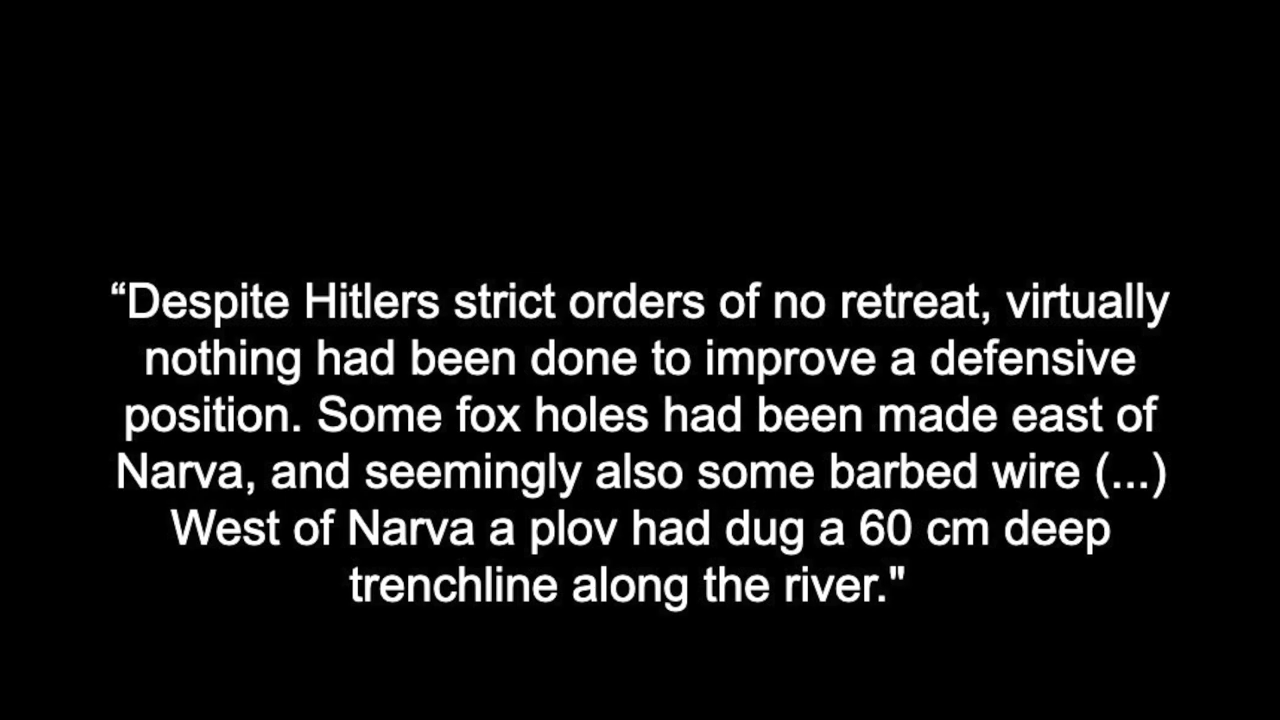 “Despite Hitlers strict orders of no retreat, virtually
nothing had been done to improve a defensive
position. Some fox holes had been made east of
Narva, and seemingly also some barbed wire (...)
West of Narva a plov had dug a 60 cm deep
trenchline along the river."